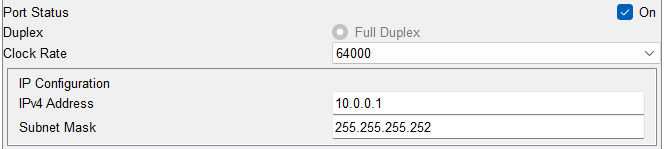 Port Status On
Duplex Full Duplex
Clock Rate 64000
IP Configuration
IPv4 Address 10.0.0.1
Subnet Mask 255.255.255.252